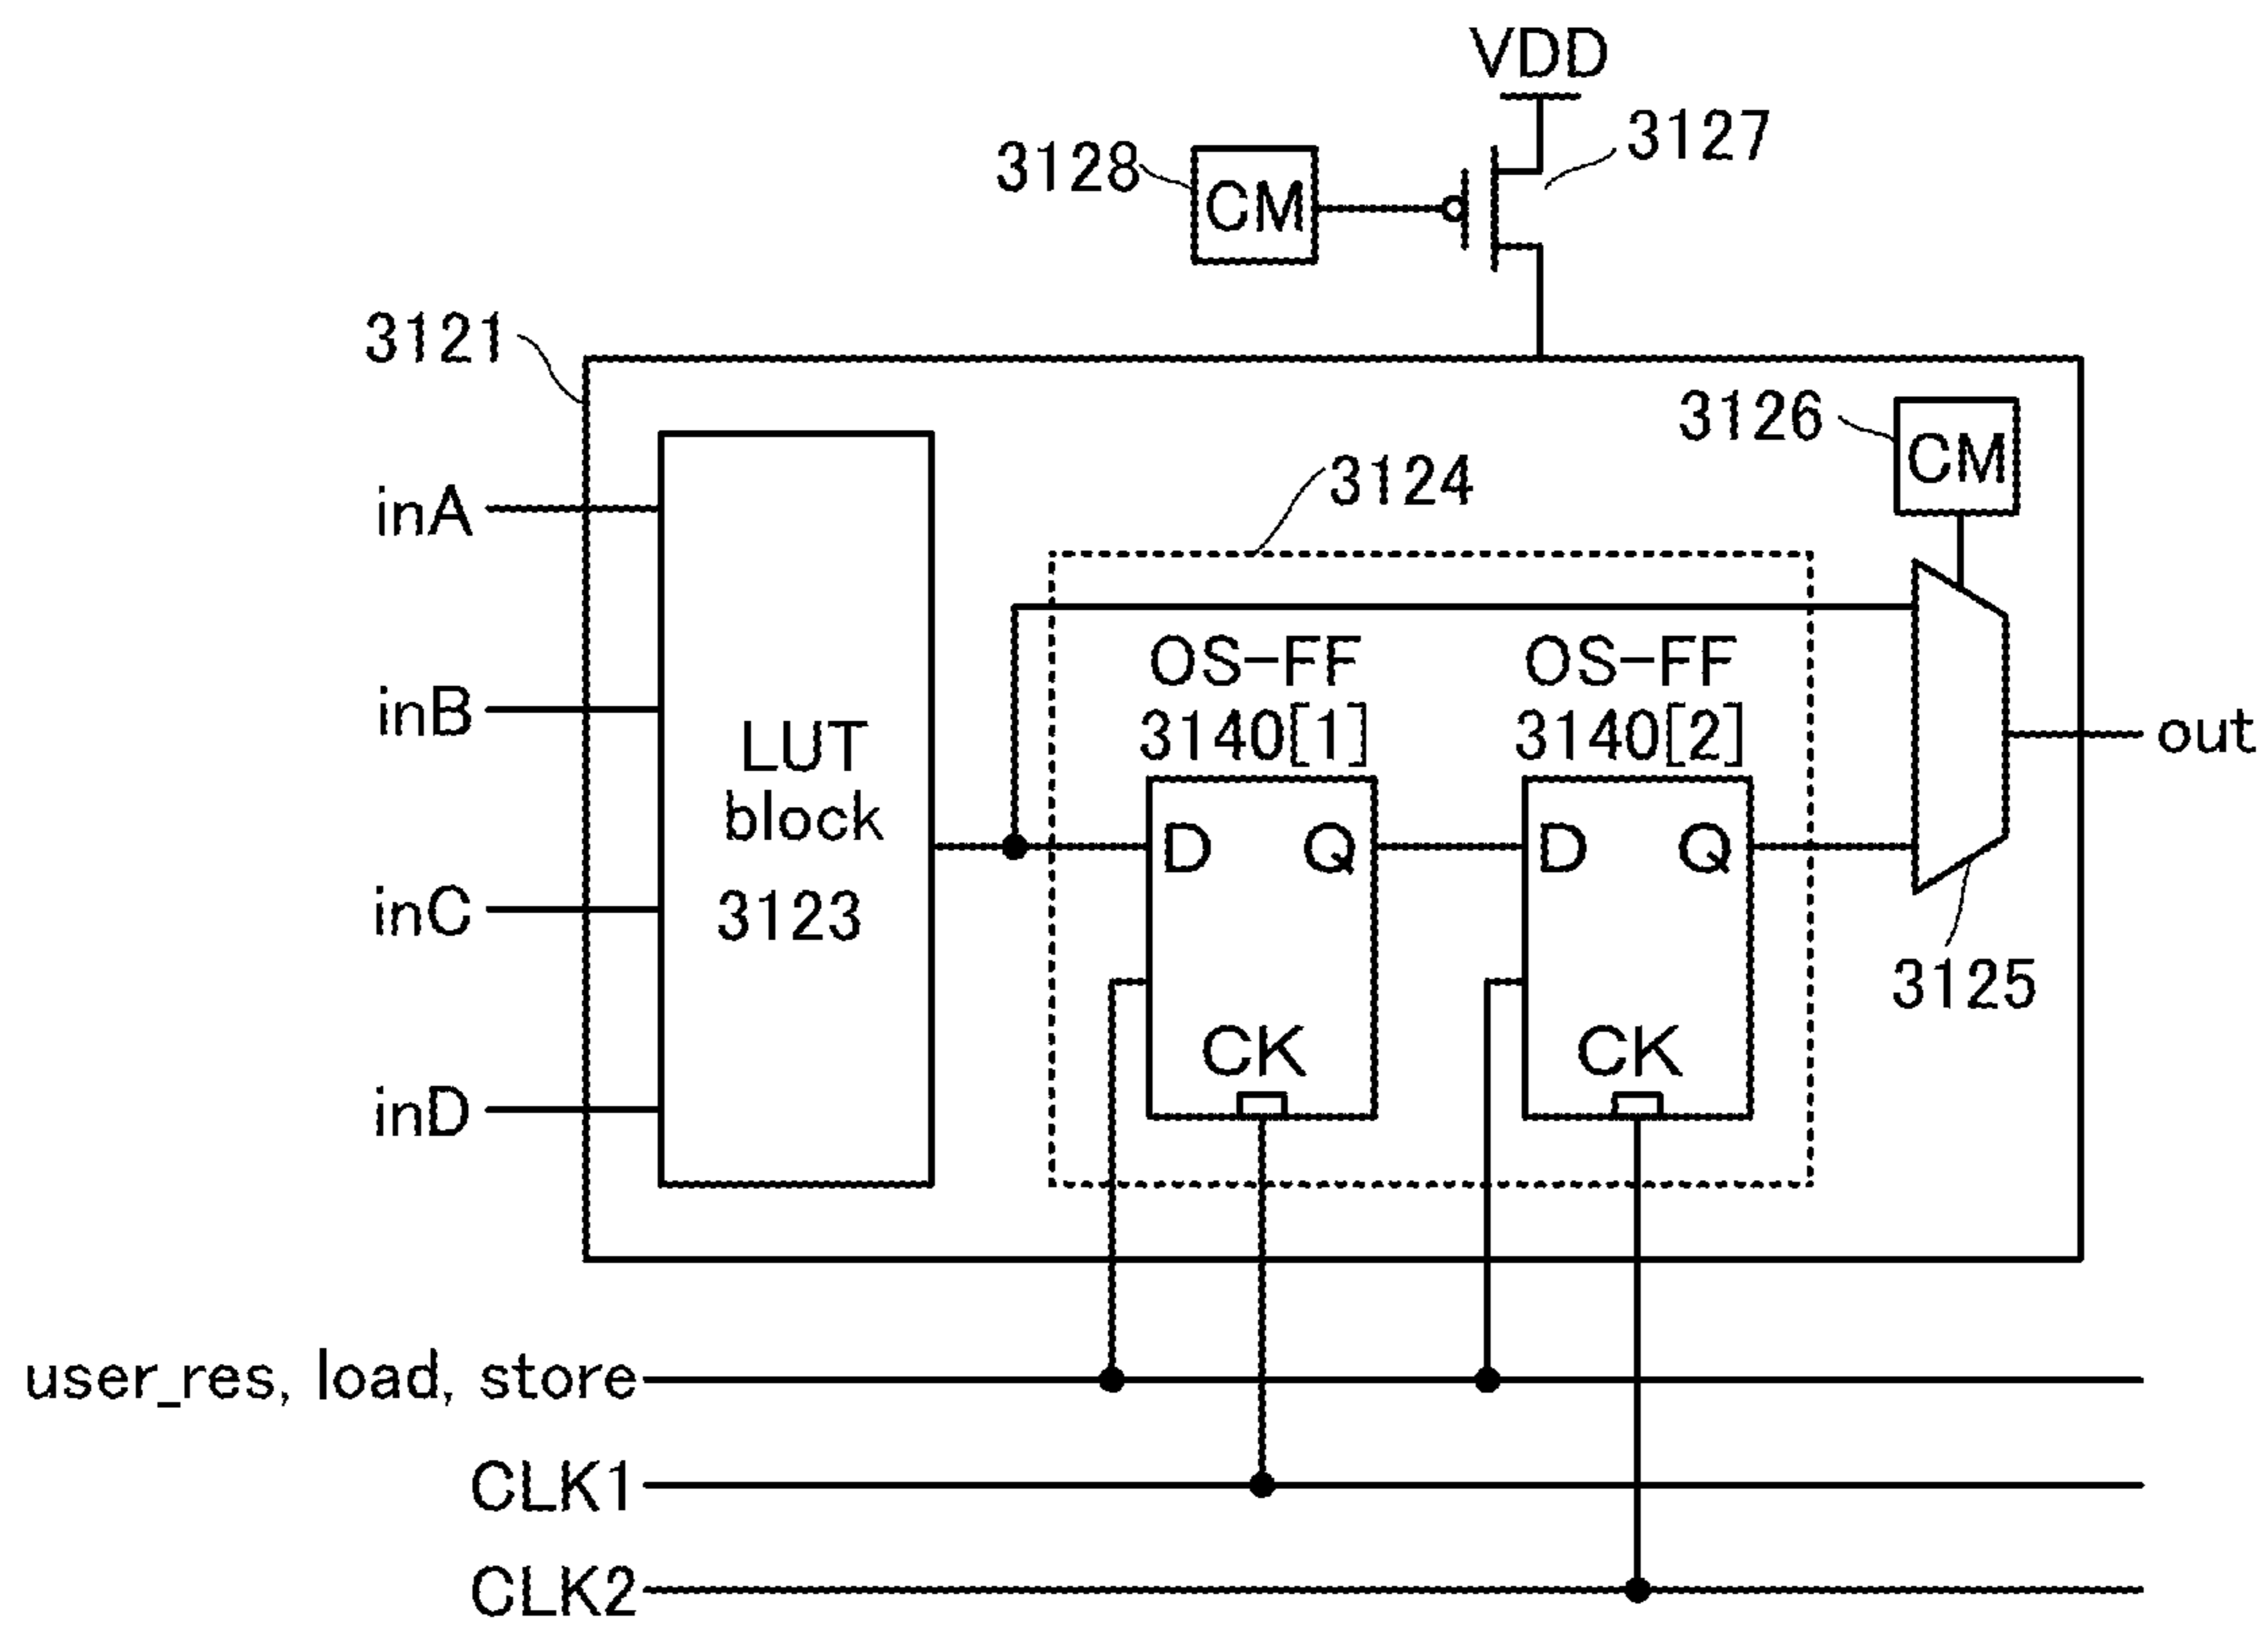 VDD
3127
3128
CM
3121
3126
CM
3124
inA
inB
inC
inD
LUT
block
3123
OS-FF
3140[1]
D
Q
CK
OS-FF
3140[2]
D
Q
CK
out
3125
user_res, load, store
CLK1
CLK2